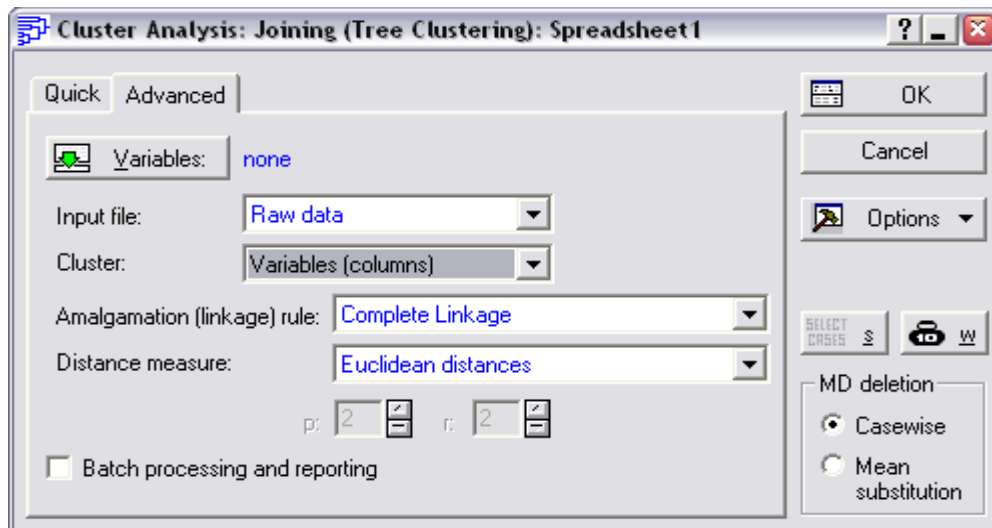 Cluster Analysis: Joining (Tree Clustering): Spreadsheet1
Quick Advanced
Variables: none
Input file: Raw data
Cluster: Variables (columns)
Amalgamation (linkage) rule: Complete Linkage
Distance measure: Euclidean distances
p: 2 r: 2
Batch processing and reporting
OK
Cancel
Options
SELECT
CASES S W
MD deletion
Casewise
Mean
substitution